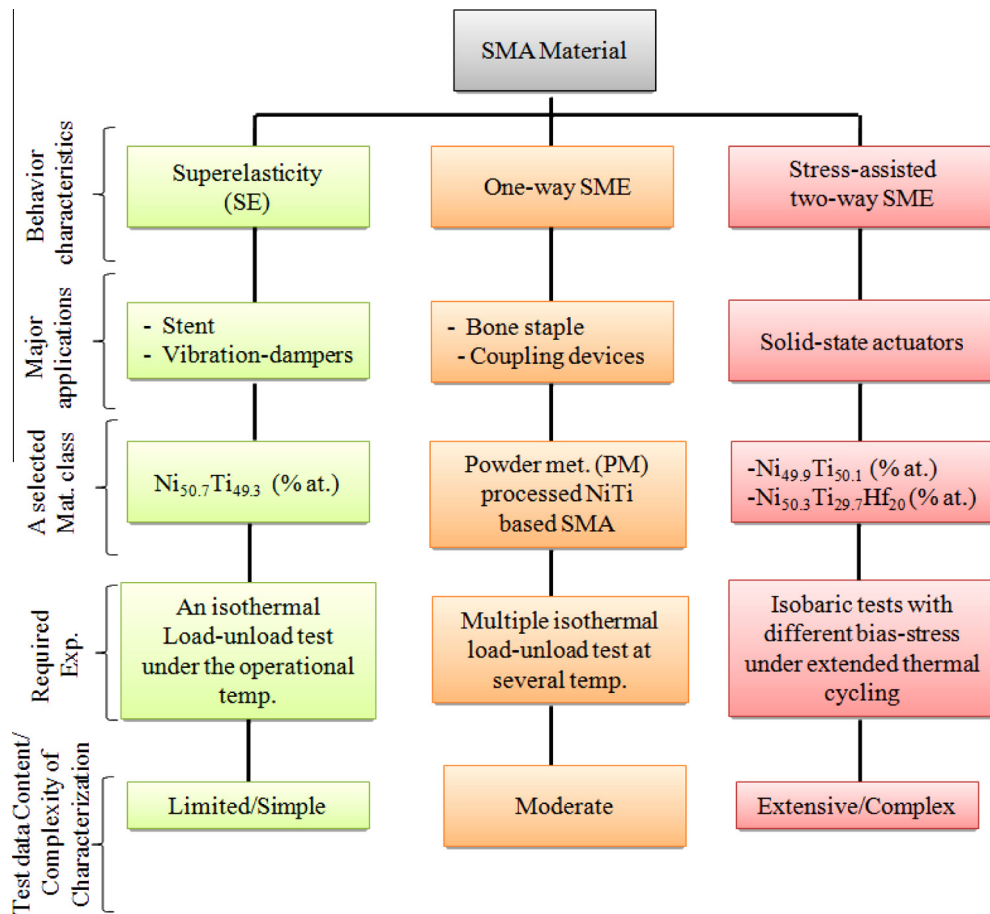 SMA Material
Behavior
characteristics
Superelasticity
(SE)
One-way SME
Stress-assisted
two-way SME
Major
applications
- Stent
- Vibration-dampers
- Bone staple
- Coupling devices
Solid-state actuators
A selected
Mat. class
Ni₅₀.₇Ti₄₉.₃ (% at.)
Powder met. (PM)
processed NiTi
based SMA
-Ni₄₉.₉Ti₅₀.₁ (% at.)
-Ni₅₀.₃Ti₂₉.₇Hf₂₀ (% at.)
Required
Exp.
An isothermal
Load-unload test
under the operational
temp.
Multiple isothermal
load-unload test at
several temp.
Isobaric tests with
different bias-stress
under extended thermal
cycling
Test data Content/
Complexity of
Characterization
Limited/Simple
Moderate
Extensive/Complex